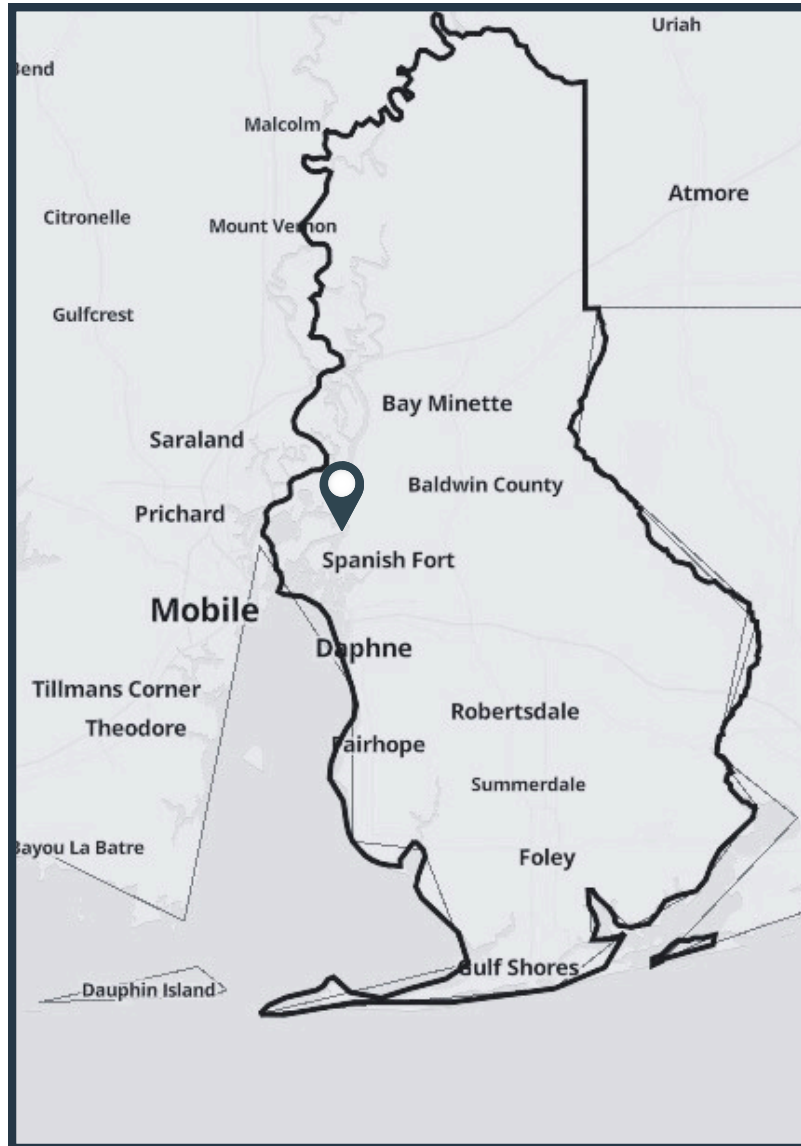 Uriah
Bend
Malcolm
Atmore
Citronelle
Mount Vernon
Gulfcrest
Bay Minette
Saraland
Baldwin County
Prichard
Spanish Fort
Mobile
Daphne
Tillmans Corner
Robertsdale
Theodore
Fairhope
Summerdale
Bayou La Batre
Foley
Gulf Shores
Dauphin Island